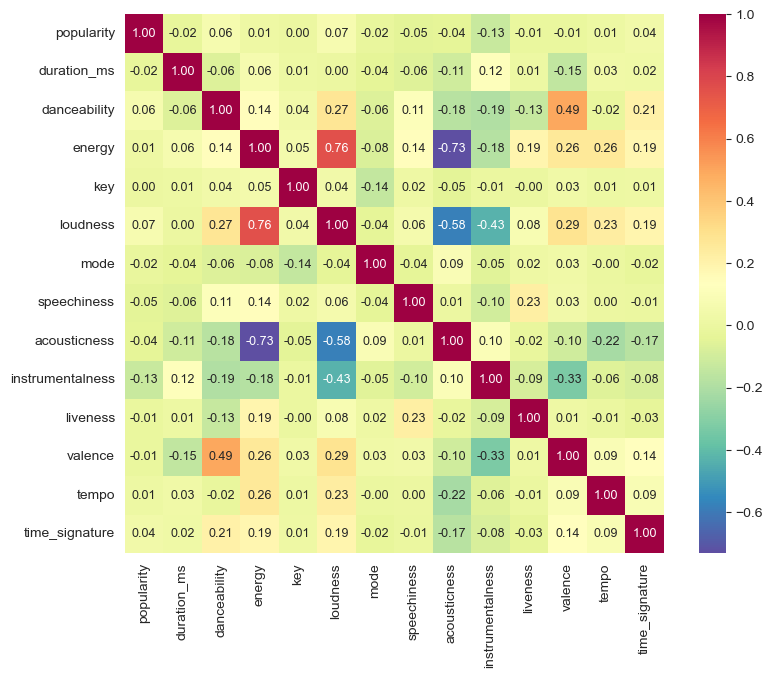 popularity 1.00 -0.02 0.06 0.01 0.00 0.07 -0.02 -0.05 -0.04 -0.13 -0.01 -0.01 0.01 0.04
duration_ms -0.02 1.00 -0.06 0.06 0.01 0.00 -0.04 -0.06 -0.11 0.12 0.01 -0.15 0.03 0.02
danceability 0.06 -0.06 1.00 0.14 0.04 0.27 -0.06 0.11 -0.18 -0.19 -0.13 0.49 -0.02 0.21
energy 0.01 0.06 0.14 1.00 0.05 0.76 -0.08 0.14 -0.73 -0.18 0.19 0.26 0.26 0.19
key 0.00 0.01 0.04 0.05 1.00 0.04 -0.14 0.02 -0.05 -0.01 -0.00 0.03 0.01 0.01
loudness 0.07 0.00 0.27 0.76 0.04 1.00 -0.04 0.06 -0.58 -0.43 0.08 0.29 0.23 0.19
mode -0.02 -0.04 -0.06 -0.08 -0.14 -0.04 1.00 -0.04 0.09 -0.05 0.02 0.03 -0.00 -0.02
speechiness -0.05 -0.06 0.11 0.14 0.02 0.06 -0.04 1.00 0.01 -0.10 0.23 0.03 0.00 -0.01
acousticness -0.04 -0.11 -0.18 -0.73 -0.05 -0.58 0.09 0.01 1.00 0.10 -0.02 -0.10 -0.22 -0.17
instrumentalness -0.13 0.12 -0.19 -0.18 -0.01 -0.43 -0.05 -0.10 0.10 1.00 -0.09 -0.33 -0.06 -0.08
liveness -0.01 0.01 -0.13 0.19 -0.00 0.08 0.02 0.23 -0.02 -0.09 1.00 0.01 -0.01 -0.03
valence -0.01 -0.15 0.49 0.26 0.03 0.29 0.03 0.03 -0.10 -0.33 0.01 1.00 0.09 0.14
tempo 0.01 0.03 -0.02 0.26 0.01 0.23 -0.00 0.00 -0.22 -0.06 -0.01 0.09 1.00 0.09
time_signature 0.04 0.02 0.21 0.19 0.01 0.19 -0.02 -0.01 -0.17 -0.08 -0.03 0.14 0.09 1.00
popularity
duration_ms
danceability
energy
key
loudness
mode
speechiness
acousticness
instrumentalness
liveness
valence
tempo
time_signature
1.0
0.8
0.6
0.4
0.2
0.0
−0.2
−0.4
−0.6